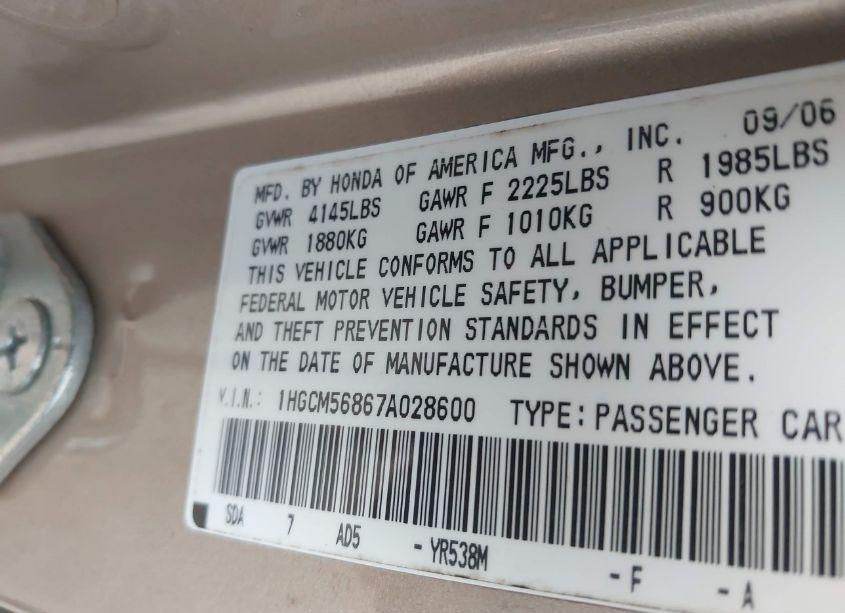 MFD. BY HONDA OF AMERICA MFG., INC. 09/06
GVWR 4145LBS GAWR F 2225LBS R 1985LBS
GVWR 1880KG GAWR F 1010KG R 900KG
THIS VEHICLE CONFORMS TO ALL APPLICABLE
FEDERAL MOTOR VEHICLE SAFETY, BUMPER,
AND THEFT PREVENTION STANDARDS IN EFFECT
ON THE DATE OF MANUFACTURE SHOWN ABOVE.
V.I.N.: 1HGCM56867A028600 TYPE: PASSENGER CAR
SDA 7 AD5 - YR538M - F - A